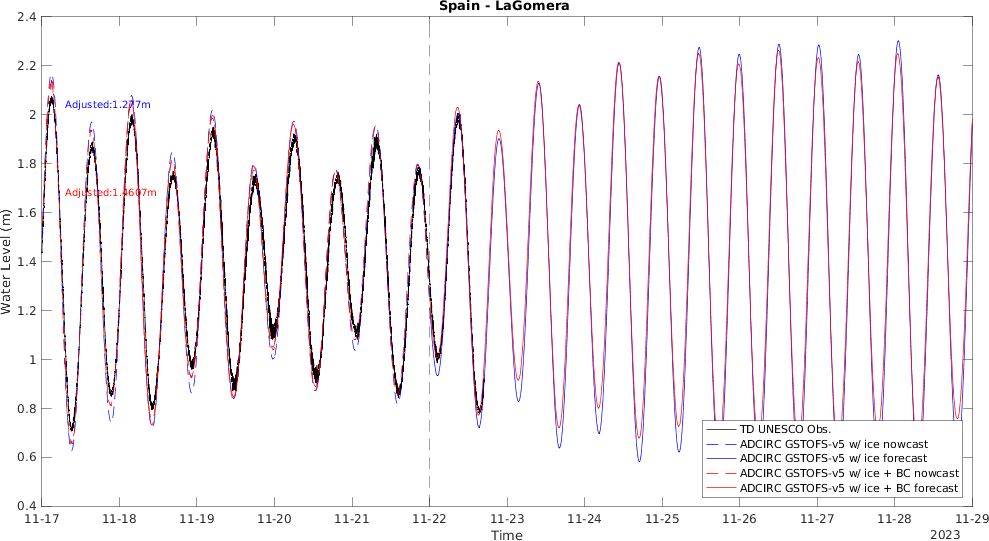 Spain - LaGomera
Water Level (m)
2.4
2.2
2
1.8
1.6
1.4
1.2
1
0.8
0.6
0.4
Adjusted:1.277m
Adjusted:1.4607m
TD UNESCO Obs.
ADCIRC GSTOFS-v5 w/ ice nowcast
ADCIRC GSTOFS-v5 w/ ice forecast
ADCIRC GSTOFS-v5 w/ ice + BC nowcast
ADCIRC GSTOFS-v5 w/ ice + BC forecast
11-17 11-18 11-19 11-20 11-21 11-22 11-23 11-24 11-25 11-26 11-27 11-28 11-29
Time
2023